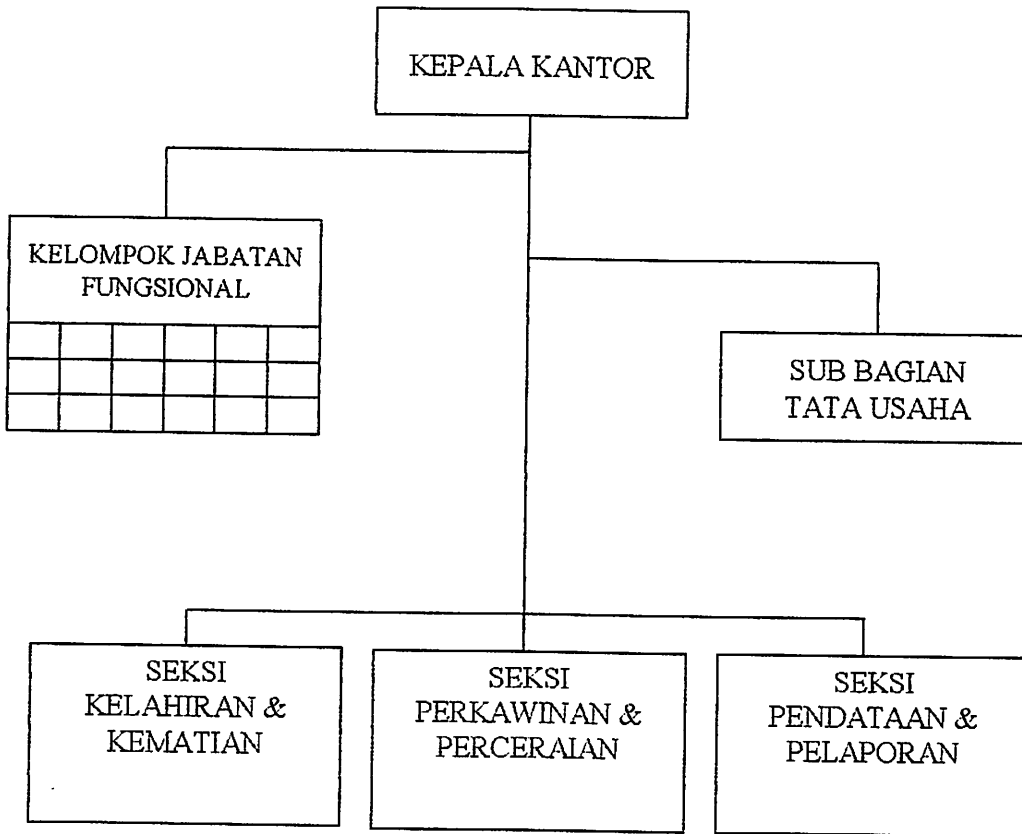 KEPALA KANTOR
KELOMPOK JABATAN
FUNGSIONAL
SUB BAGIAN
TATA USAHA
SEKSI
KELAHIRAN &
KEMATIAN
SEKSI
PERKAWINAN &
PERCERAIAN
SEKSI
PENDATAAN &
PELAPORAN